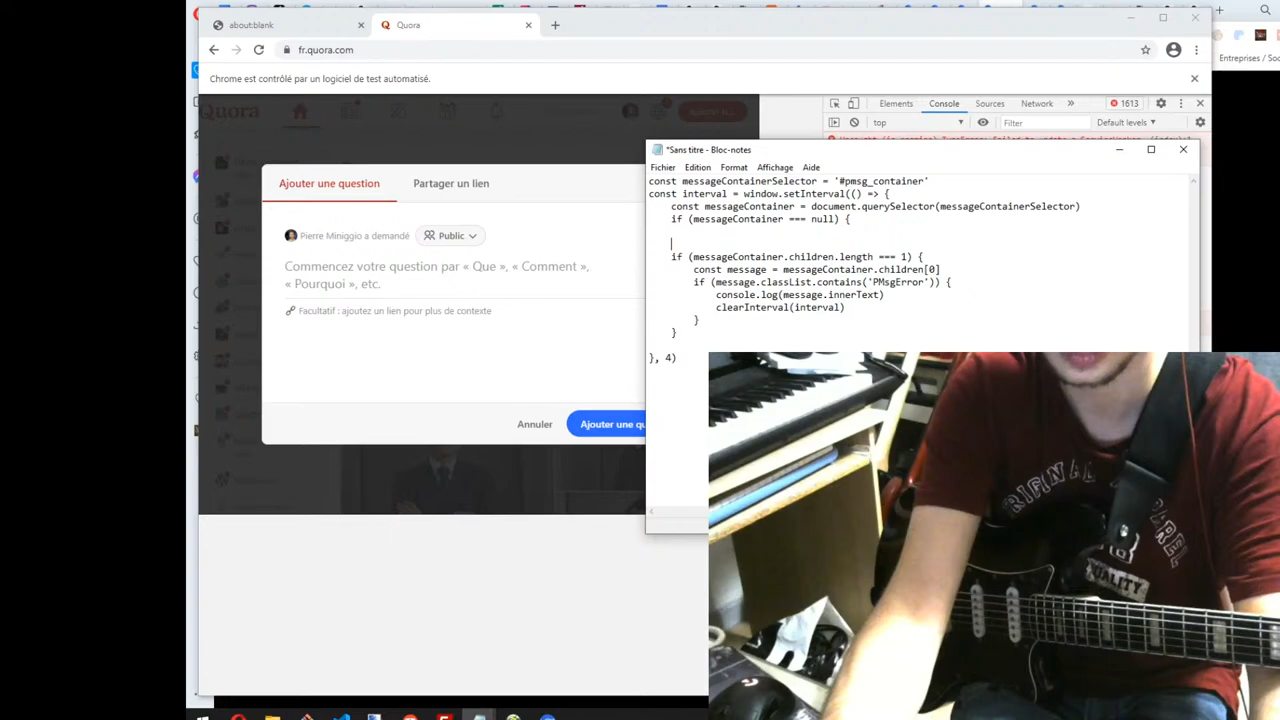 about:blank
Quora
fr.quora.com
Entreprises / Soc
Chrome est contrôlé par un logiciel de test automatisé.
Quora
Elements
Console
Sources
Network
1613
top
Filter
Default levels
*Sans titre - Bloc-notes
Fichier Edition Format Affichage Aide
Ajouter une question
Partager un lien
Pierre Miniggio a demandé
Public
Commencez votre question par « Que », « Comment »,
« Pourquoi », etc.
Facultatif : ajoutez un lien pour plus de contexte
Annuler
Ajouter une qu
const messageContainerSelector = '#pmsg_container'
const interval = window.setInterval(() => {
const messageContainer = document.querySelector(messageContainerSelector)
if (messageContainer === null) {
if (messageContainer.children.length === 1) {
const message = messageContainer.children[0]
if (message.classList.contains('PMsgError')) {
console.log(message.innerText)
clearInterval(interval)
}
}
}, 4)